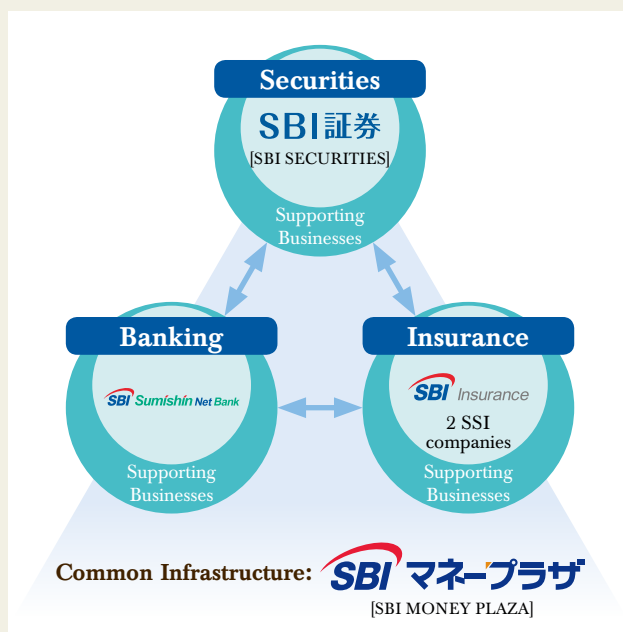 Securities
SBI証券
[SBI SECURITIES]
Supporting
Businesses
Banking
SBI Sumishin Net Bank
Supporting
Businesses
Insurance
SBI Insurance
2 SSI
companies
Supporting
Businesses
Common Infrastructure: SBI マネープラザ
[SBI MONEY PLAZA]